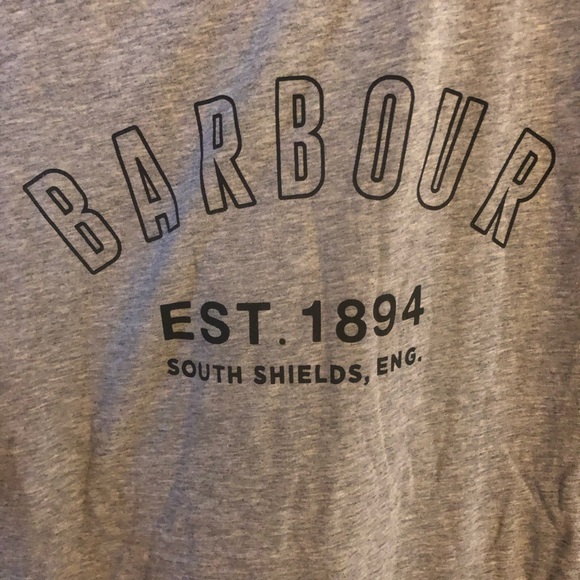 BARBOUR
EST. 1894
SOUTH SHIELDS, ENG.